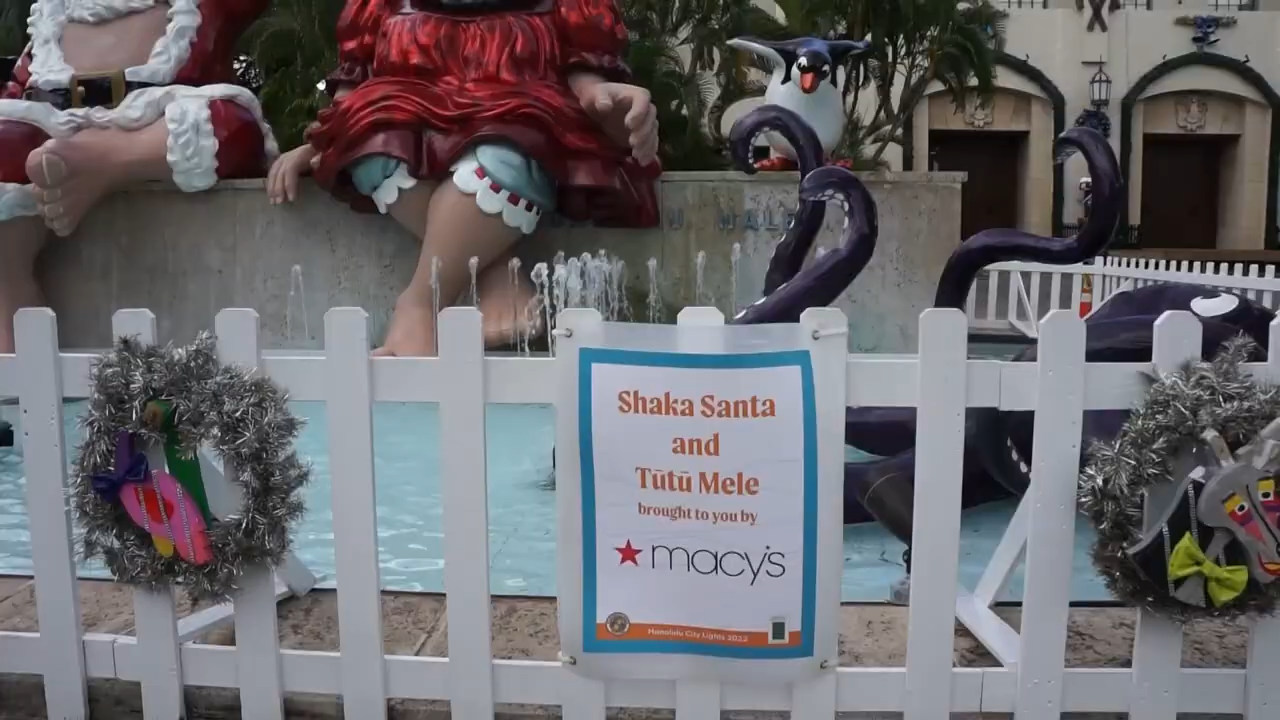 Shaka Santa
and
Tūtū Mele
brought to you by
macy's
Honolulu City Lights 2022